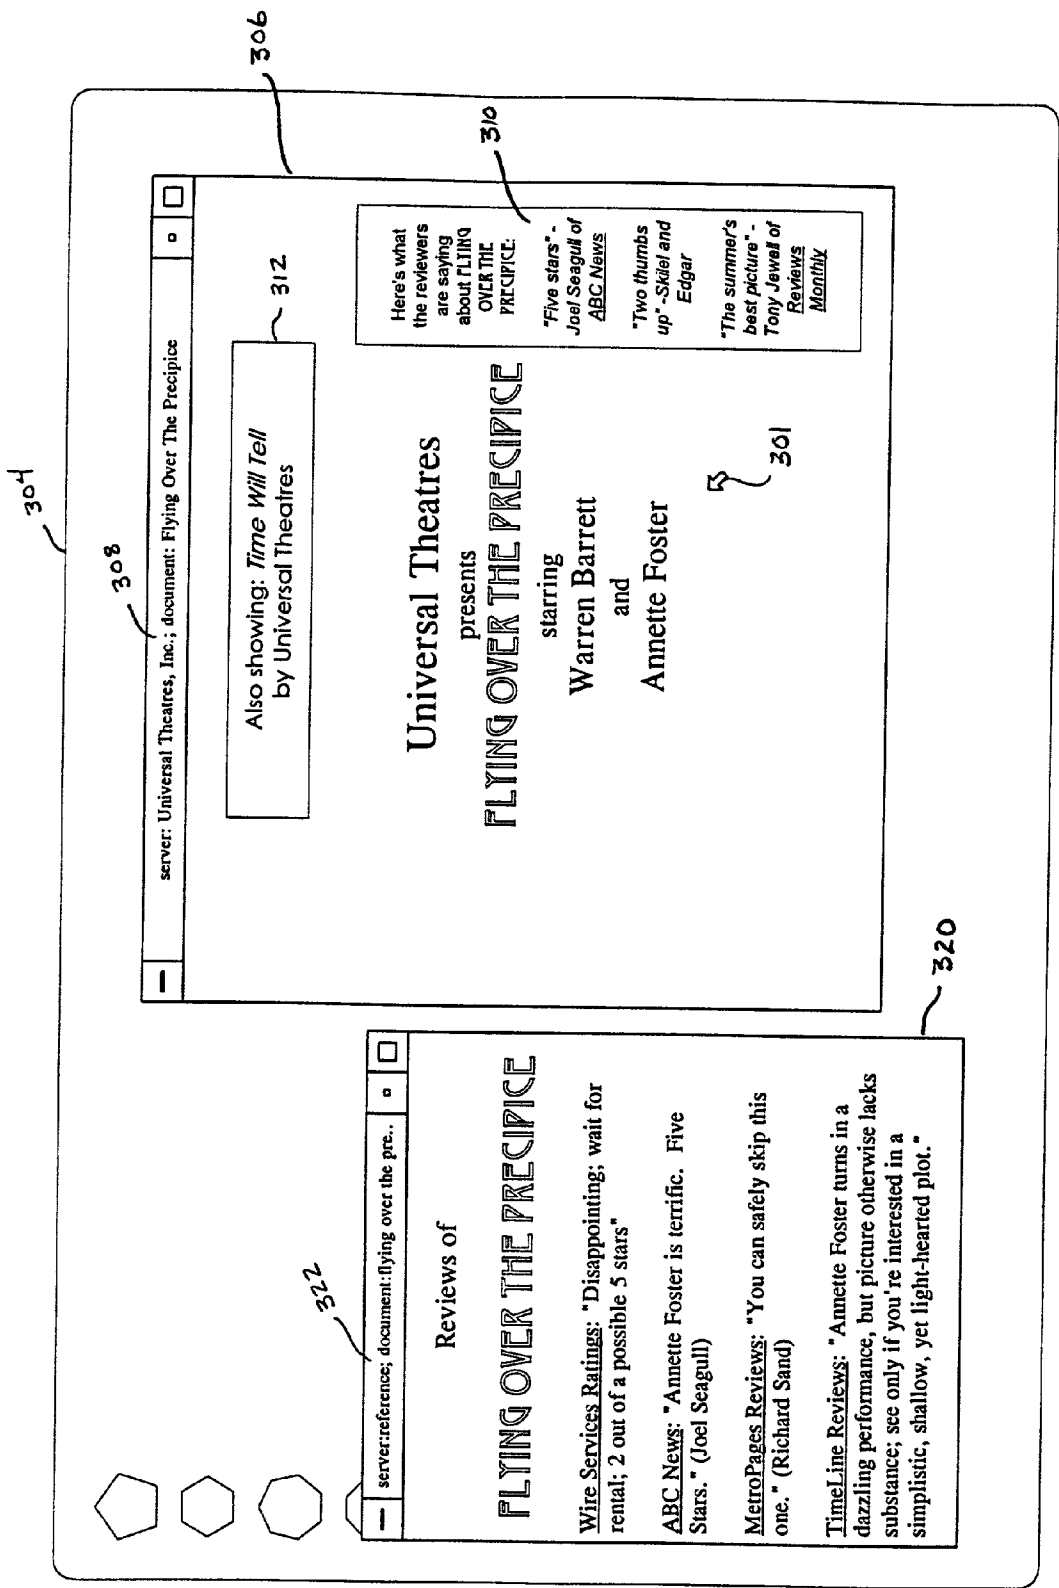 304
306
308
server: Universal Theatres, Inc.; document: Flying Over The Precipice
Also showing: Time Will Tell
by Universal Theatres
312
Universal Theatres
presents
FLYING OVER THE PRECIPICE
starring
Warren Barrett
and
Annette Foster
301
310
Here's what
the reviewers
are saying
about FLYING
OVER THE
PRECIPICE:
"Five stars" -
Joel Seagull of
ABC News
"Two thumbs
up" -Skilel and
Edgar
"The summer's
best picture" -
Tony Jewell of
Reviews
Monthly
322
server:reference; document:flying over the pre..
Reviews of
FLYING OVER THE PRECIPICE
Wire Services Ratings: "Disappointing; wait for
rental; 2 out of a possible 5 stars"
ABC News: "Annette Foster is terrific. Five
Stars." (Joel Seagull)
MetroPages Reviews: "You can safely skip this
one." (Richard Sand)
TimeLine Reviews: "Annette Foster turns in a
dazzling performance, but picture otherwise lacks
substance; see only if you're interested in a
simplistic, shallow, yet light-hearted plot."
320